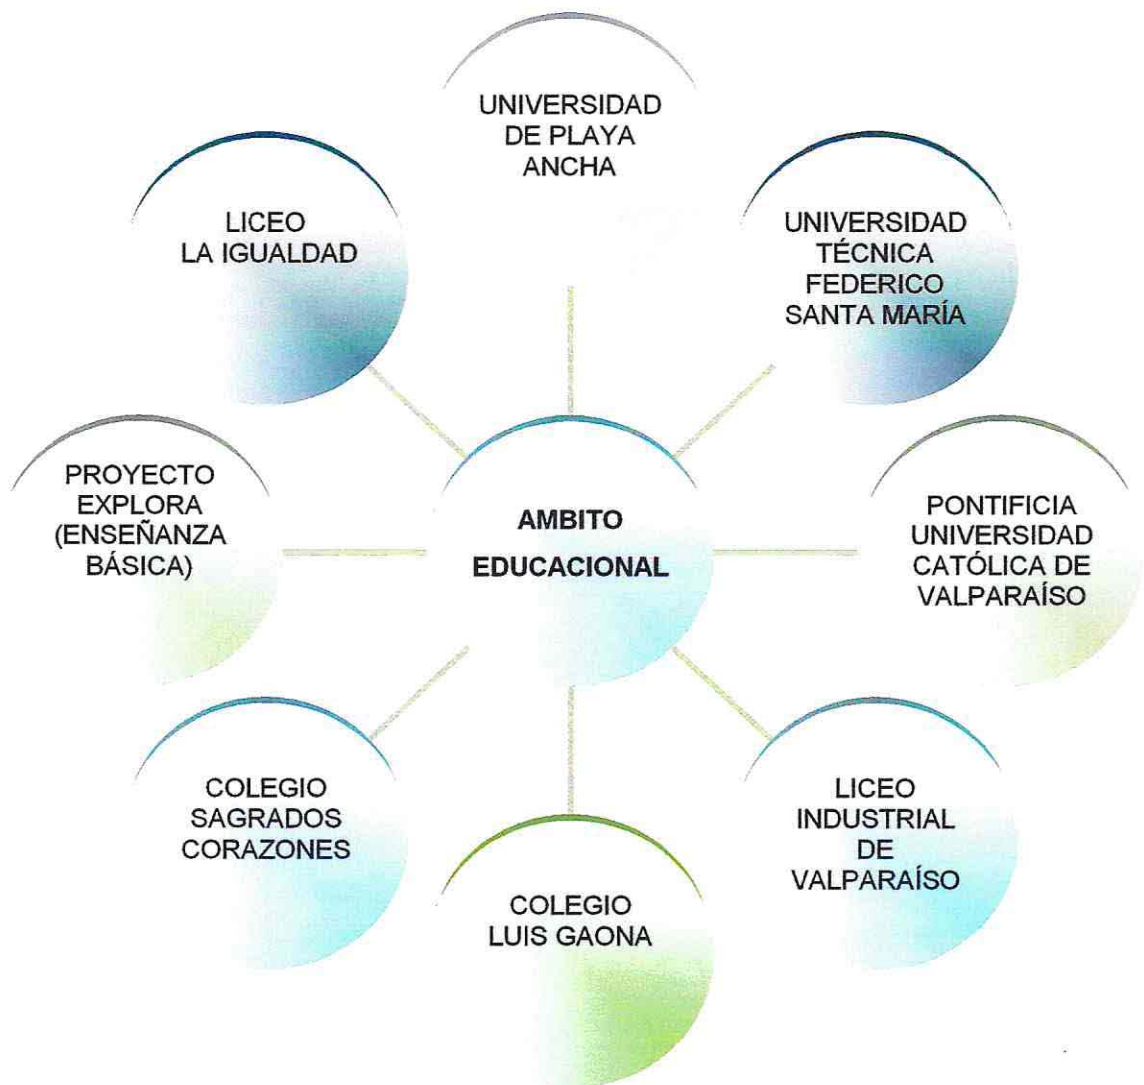 UNIVERSIDAD
DE PLAYA
ANCHA
LICEO
LA IGUALDAD
UNIVERSIDAD
TÉCNICA
FEDERICO
SANTA MARÍA
PROYECTO
EXPLORA
(ENSEÑANZA
BÁSICA)
AMBITO
EDUCACIONAL
PONTIFICIA
UNIVERSIDAD
CATÓLICA DE
VALPARAÍSO
COLEGIO
SAGRADOS
CORAZONES
LICEO
INDUSTRIAL
DE
VALPARAÍSO
COLEGIO
LUIS GAONA